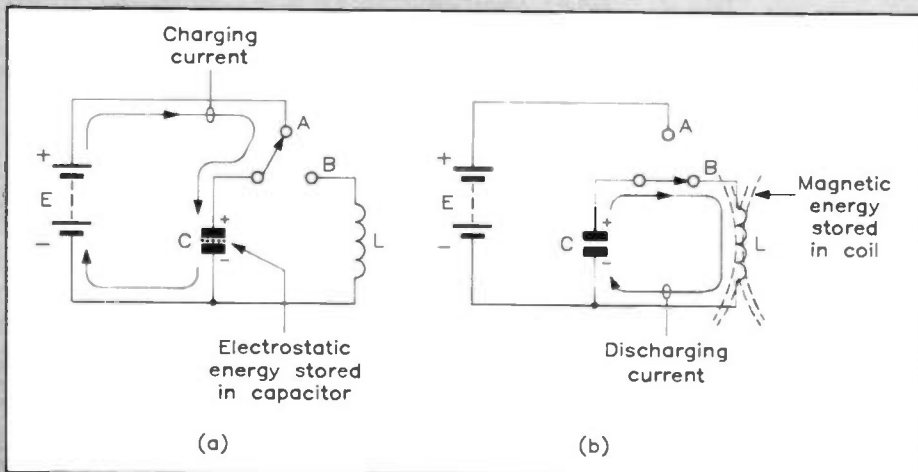 Charging
current
A
B
+
E
−
+
C
−
L
Electrostatic
energy stored
in capacitor
(a)
A
B
+
E
−
+
C
−
L
Magnetic
energy
stored
in coil
Discharging
current
(b)